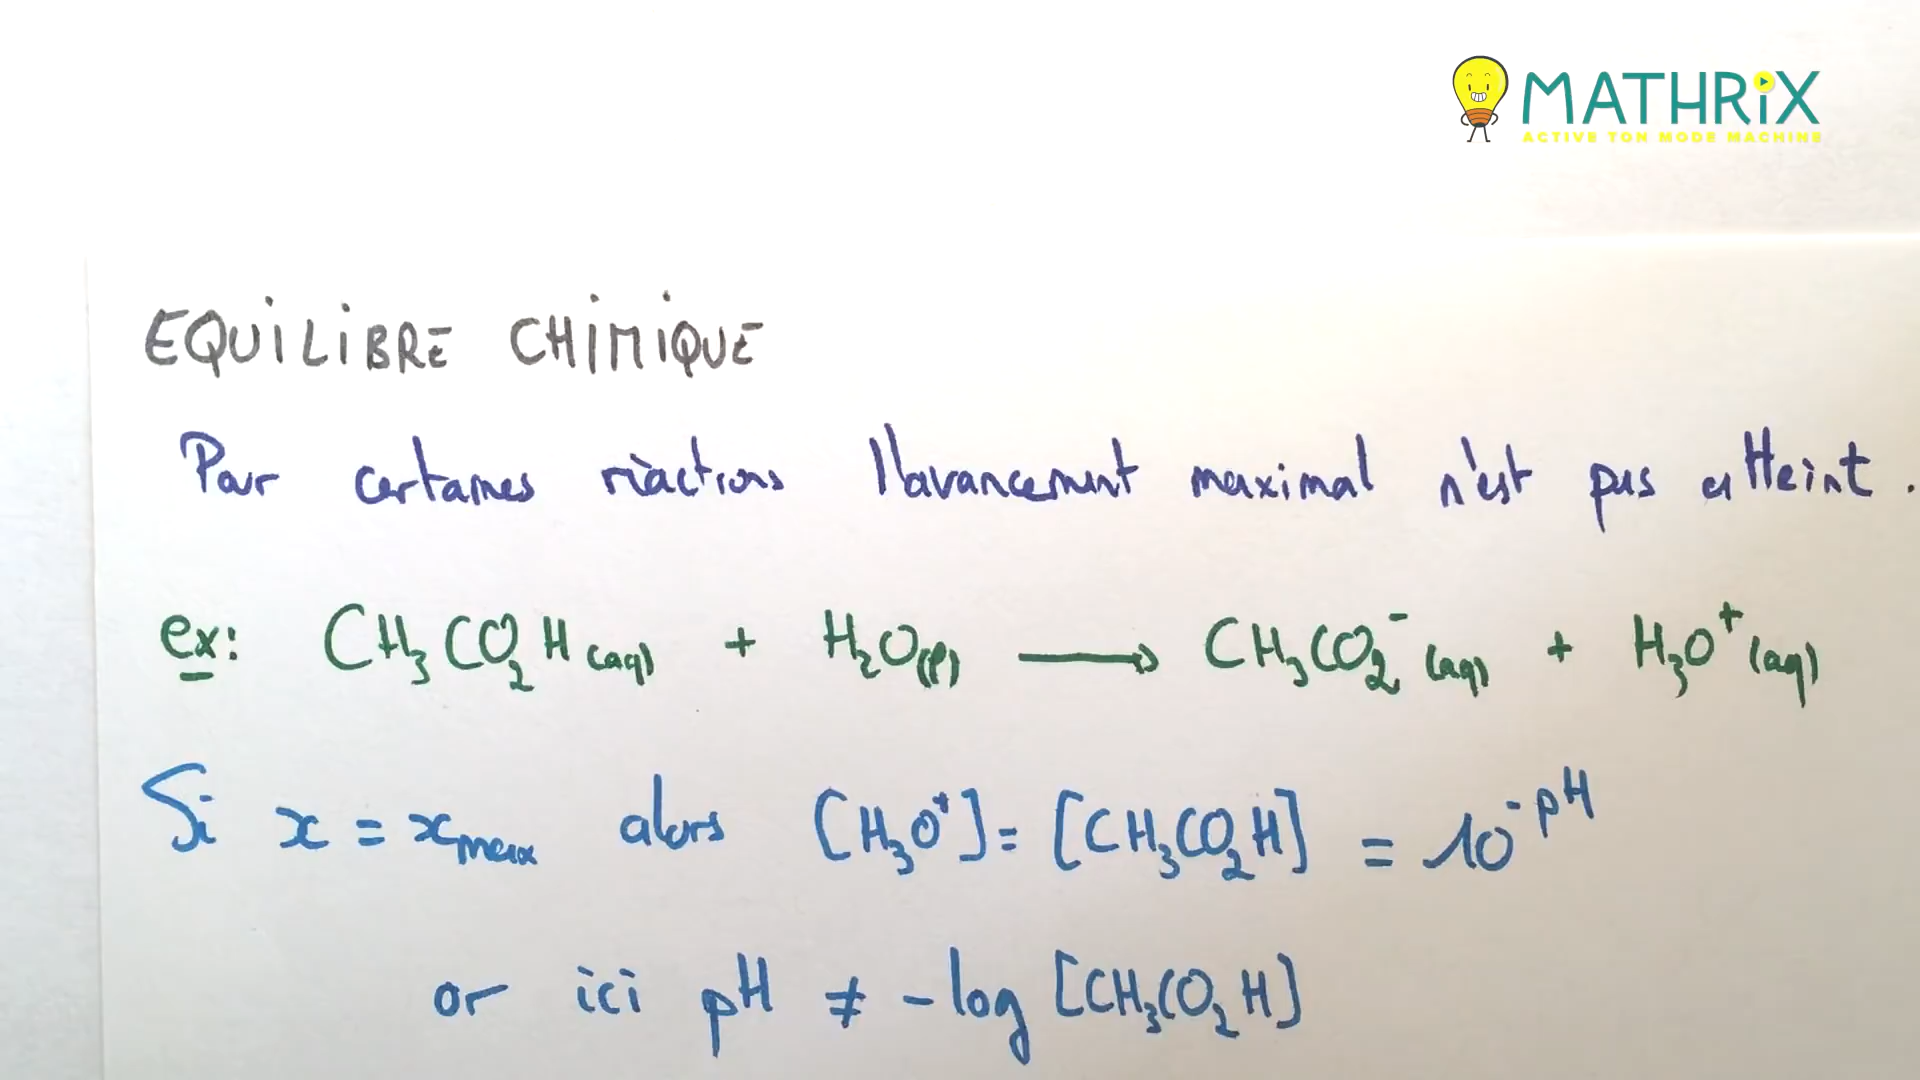 MATHRiX
ACTIVE TON MODE MACHINE
EQUiLiBRE CHiMiQUE
Pour certaines réactions l'avancement maximal n'est pas atteint.
ex: CH₃CO₂H(aq) + H₂O(l) ⟶ CH₃CO₂⁻(aq) + H₃O⁺(aq)
Si x = xmax alors [H₃O⁺] = [CH₃CO₂H] = 10^-pH
or ici pH ≠ -log [CH₃CO₂H]